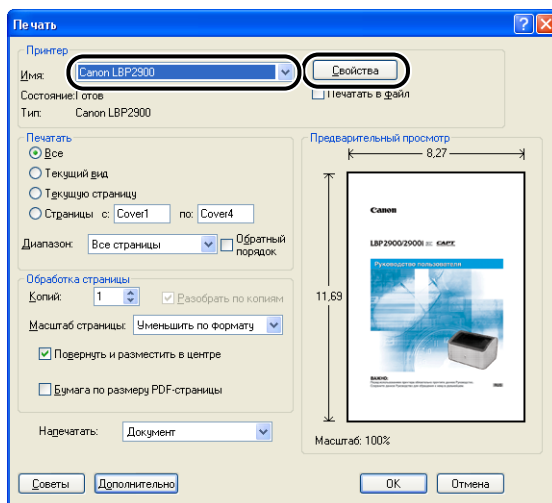 Печать
Принтер
Имя: Canon LBP2900 Свойства
Состояние: Готов Печатать в файл
Тип: Canon LBP2900
Печатать
Все
Текущий вид
Текущую страницу
Страницы с: Cover1 по: Cover4
Диапазон: Все страницы Обратный порядок
Обработка страницы
Копий: 1 Разобрать по копиям
Масштаб страницы: Уменьшить по формату
Повернуть и разместить в центре
Бумага по размеру PDF-страницы
Напечатать: Документ
Предварительный просмотр
8,27
11,69
Canon
LBP2900/2900i CAPT
Руководство пользователя
ВАЖНО:
Масштаб: 100%
Советы Дополнительно OK Отмена